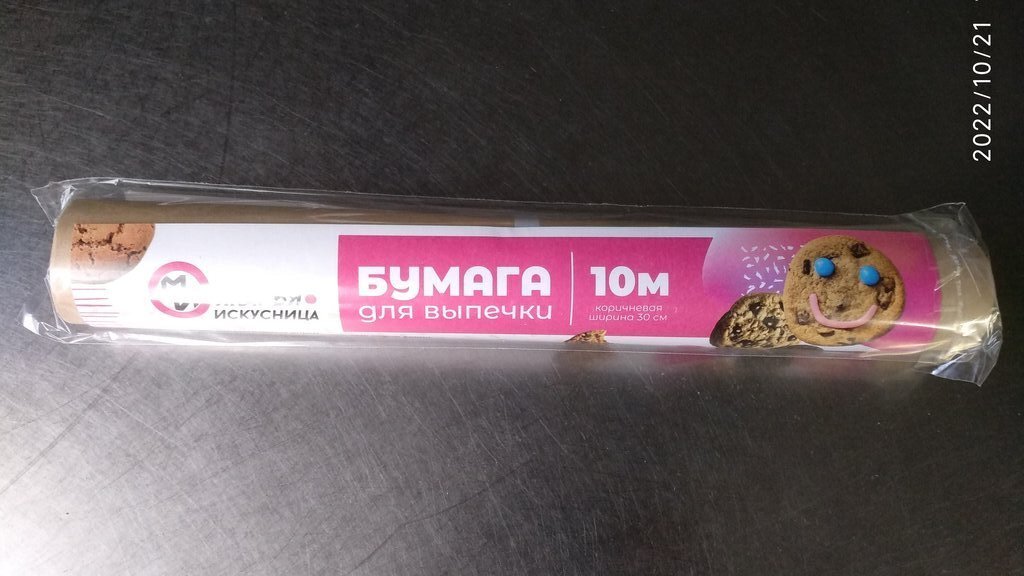 ИСКУСНИЦА
БУМАГА
для выпечки
10м
коричневая
ширина 30 см
2022/10/21